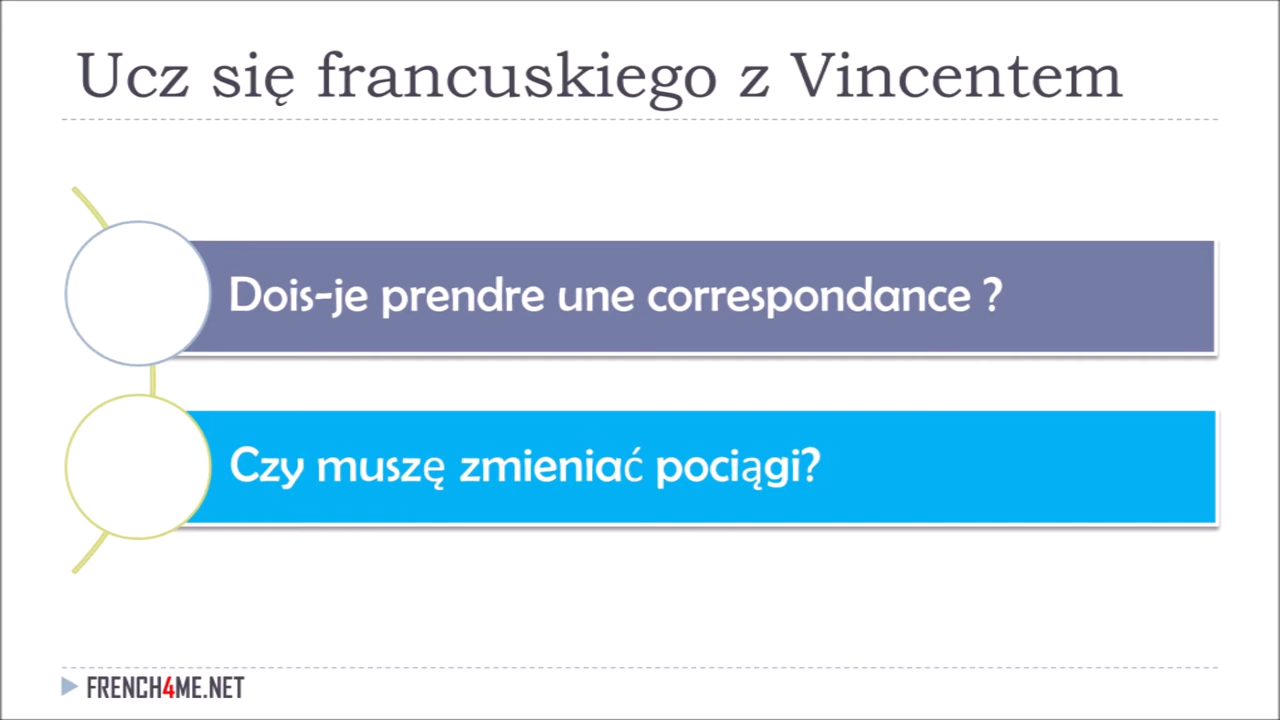 Ucz się francuskiego z Vincentem
Dois-je prendre une correspondance ?
Czy muszę zmieniać pociągi?
FRENCH4ME.NET